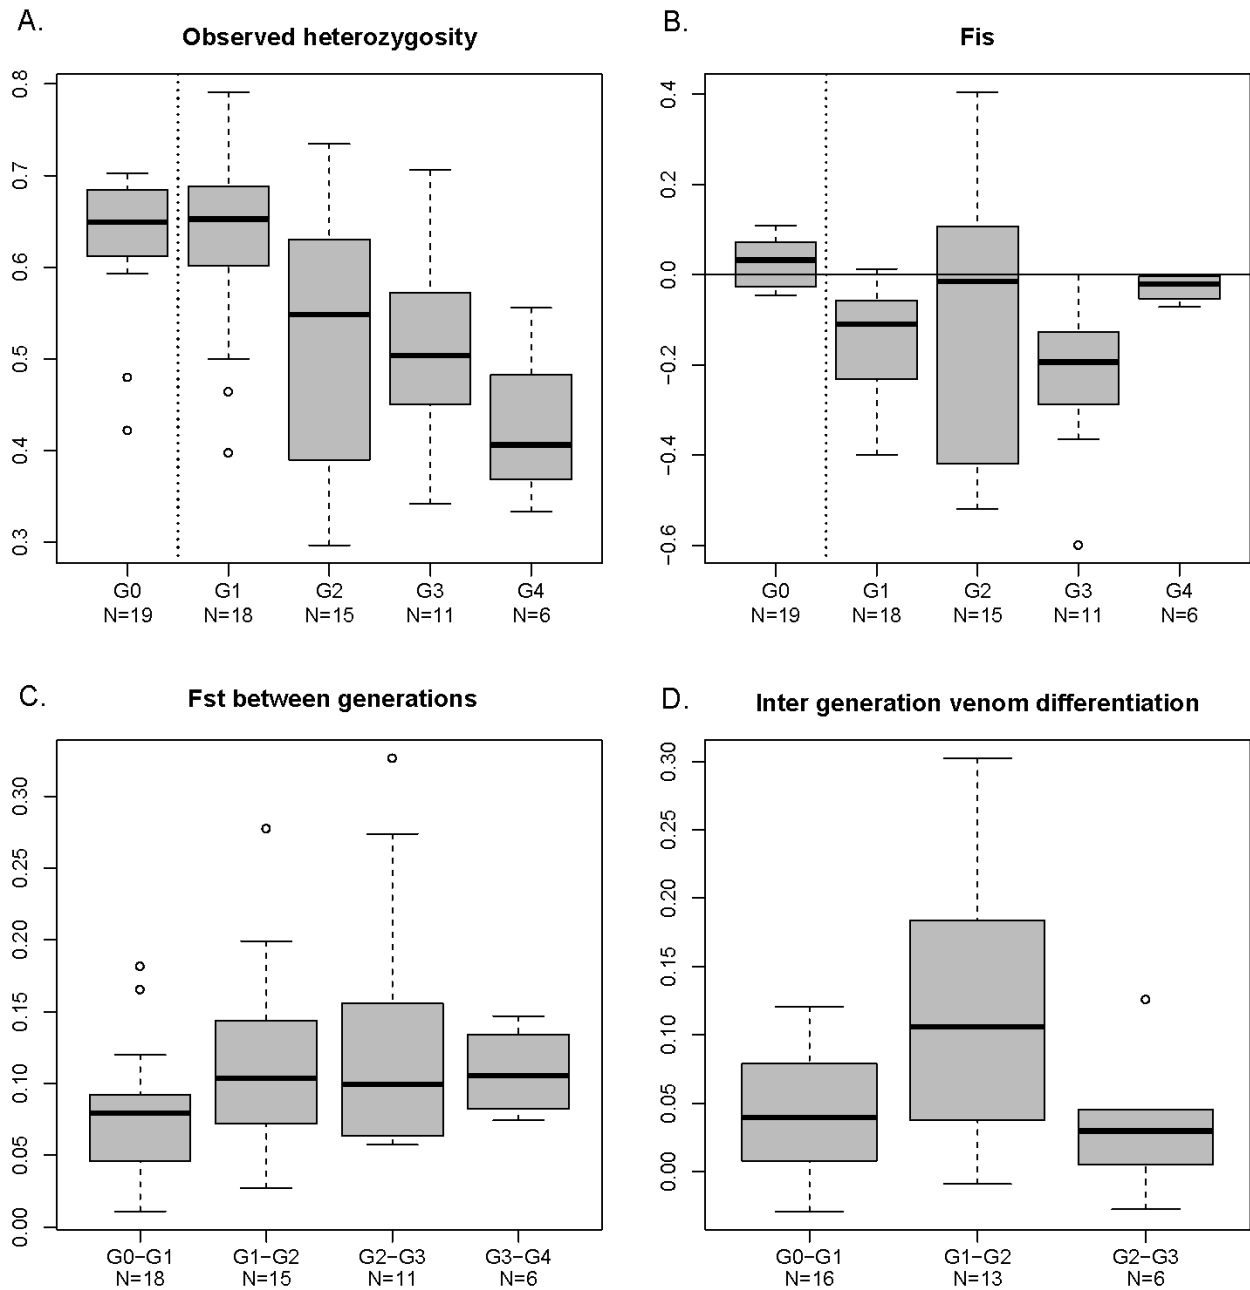 A.
Observed heterozygosity
0.8
0.7
0.6
0.5
0.4
0.3
G0 G1 G2 G3 G4
N=19 N=18 N=15 N=11 N=6
B.
Fis
0.4
0.2
0.0
−0.2
−0.4
−0.6
G0 G1 G2 G3 G4
N=19 N=18 N=15 N=11 N=6
C.
Fst between generations
0.30
0.25
0.20
0.15
0.10
0.05
0.00
G0−G1 G1−G2 G2−G3 G3−G4
N=18 N=15 N=11 N=6
D.
Inter generation venom differentiation
0.30
0.25
0.20
0.15
0.10
0.05
0.00
G0−G1 G1−G2 G2−G3
N=16 N=13 N=6